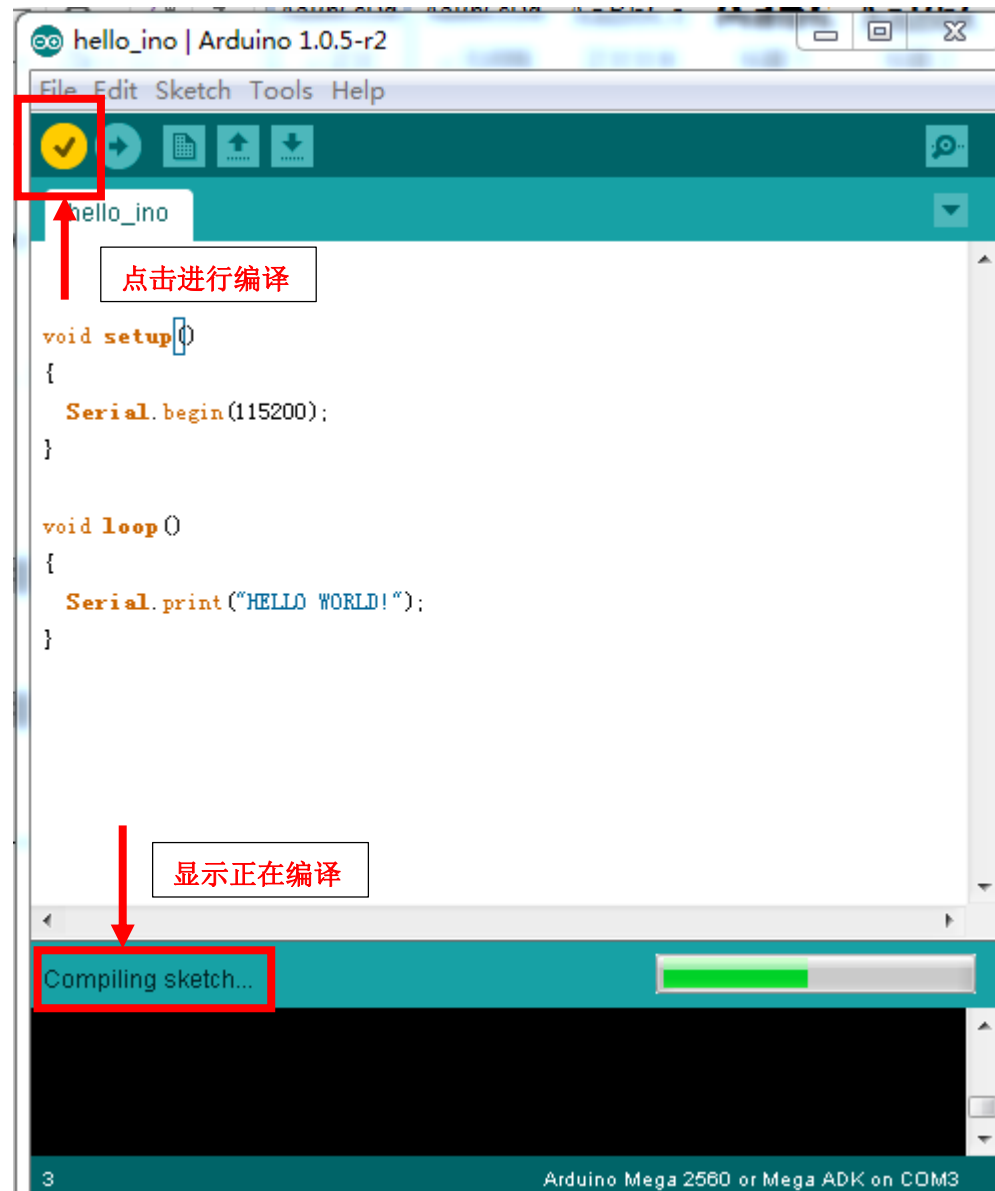 hello_ino | Arduino 1.0.5-r2
File Edit Sketch Tools Help
hello_ino
点击进行编译
void setup()
{
  Serial.begin(115200);
}
void loop()
{
  Serial.print("HELLO WORLD!");
}
显示正在编译
Compiling sketch...
3 Arduino Mega 2560 or Mega ADK on COM3